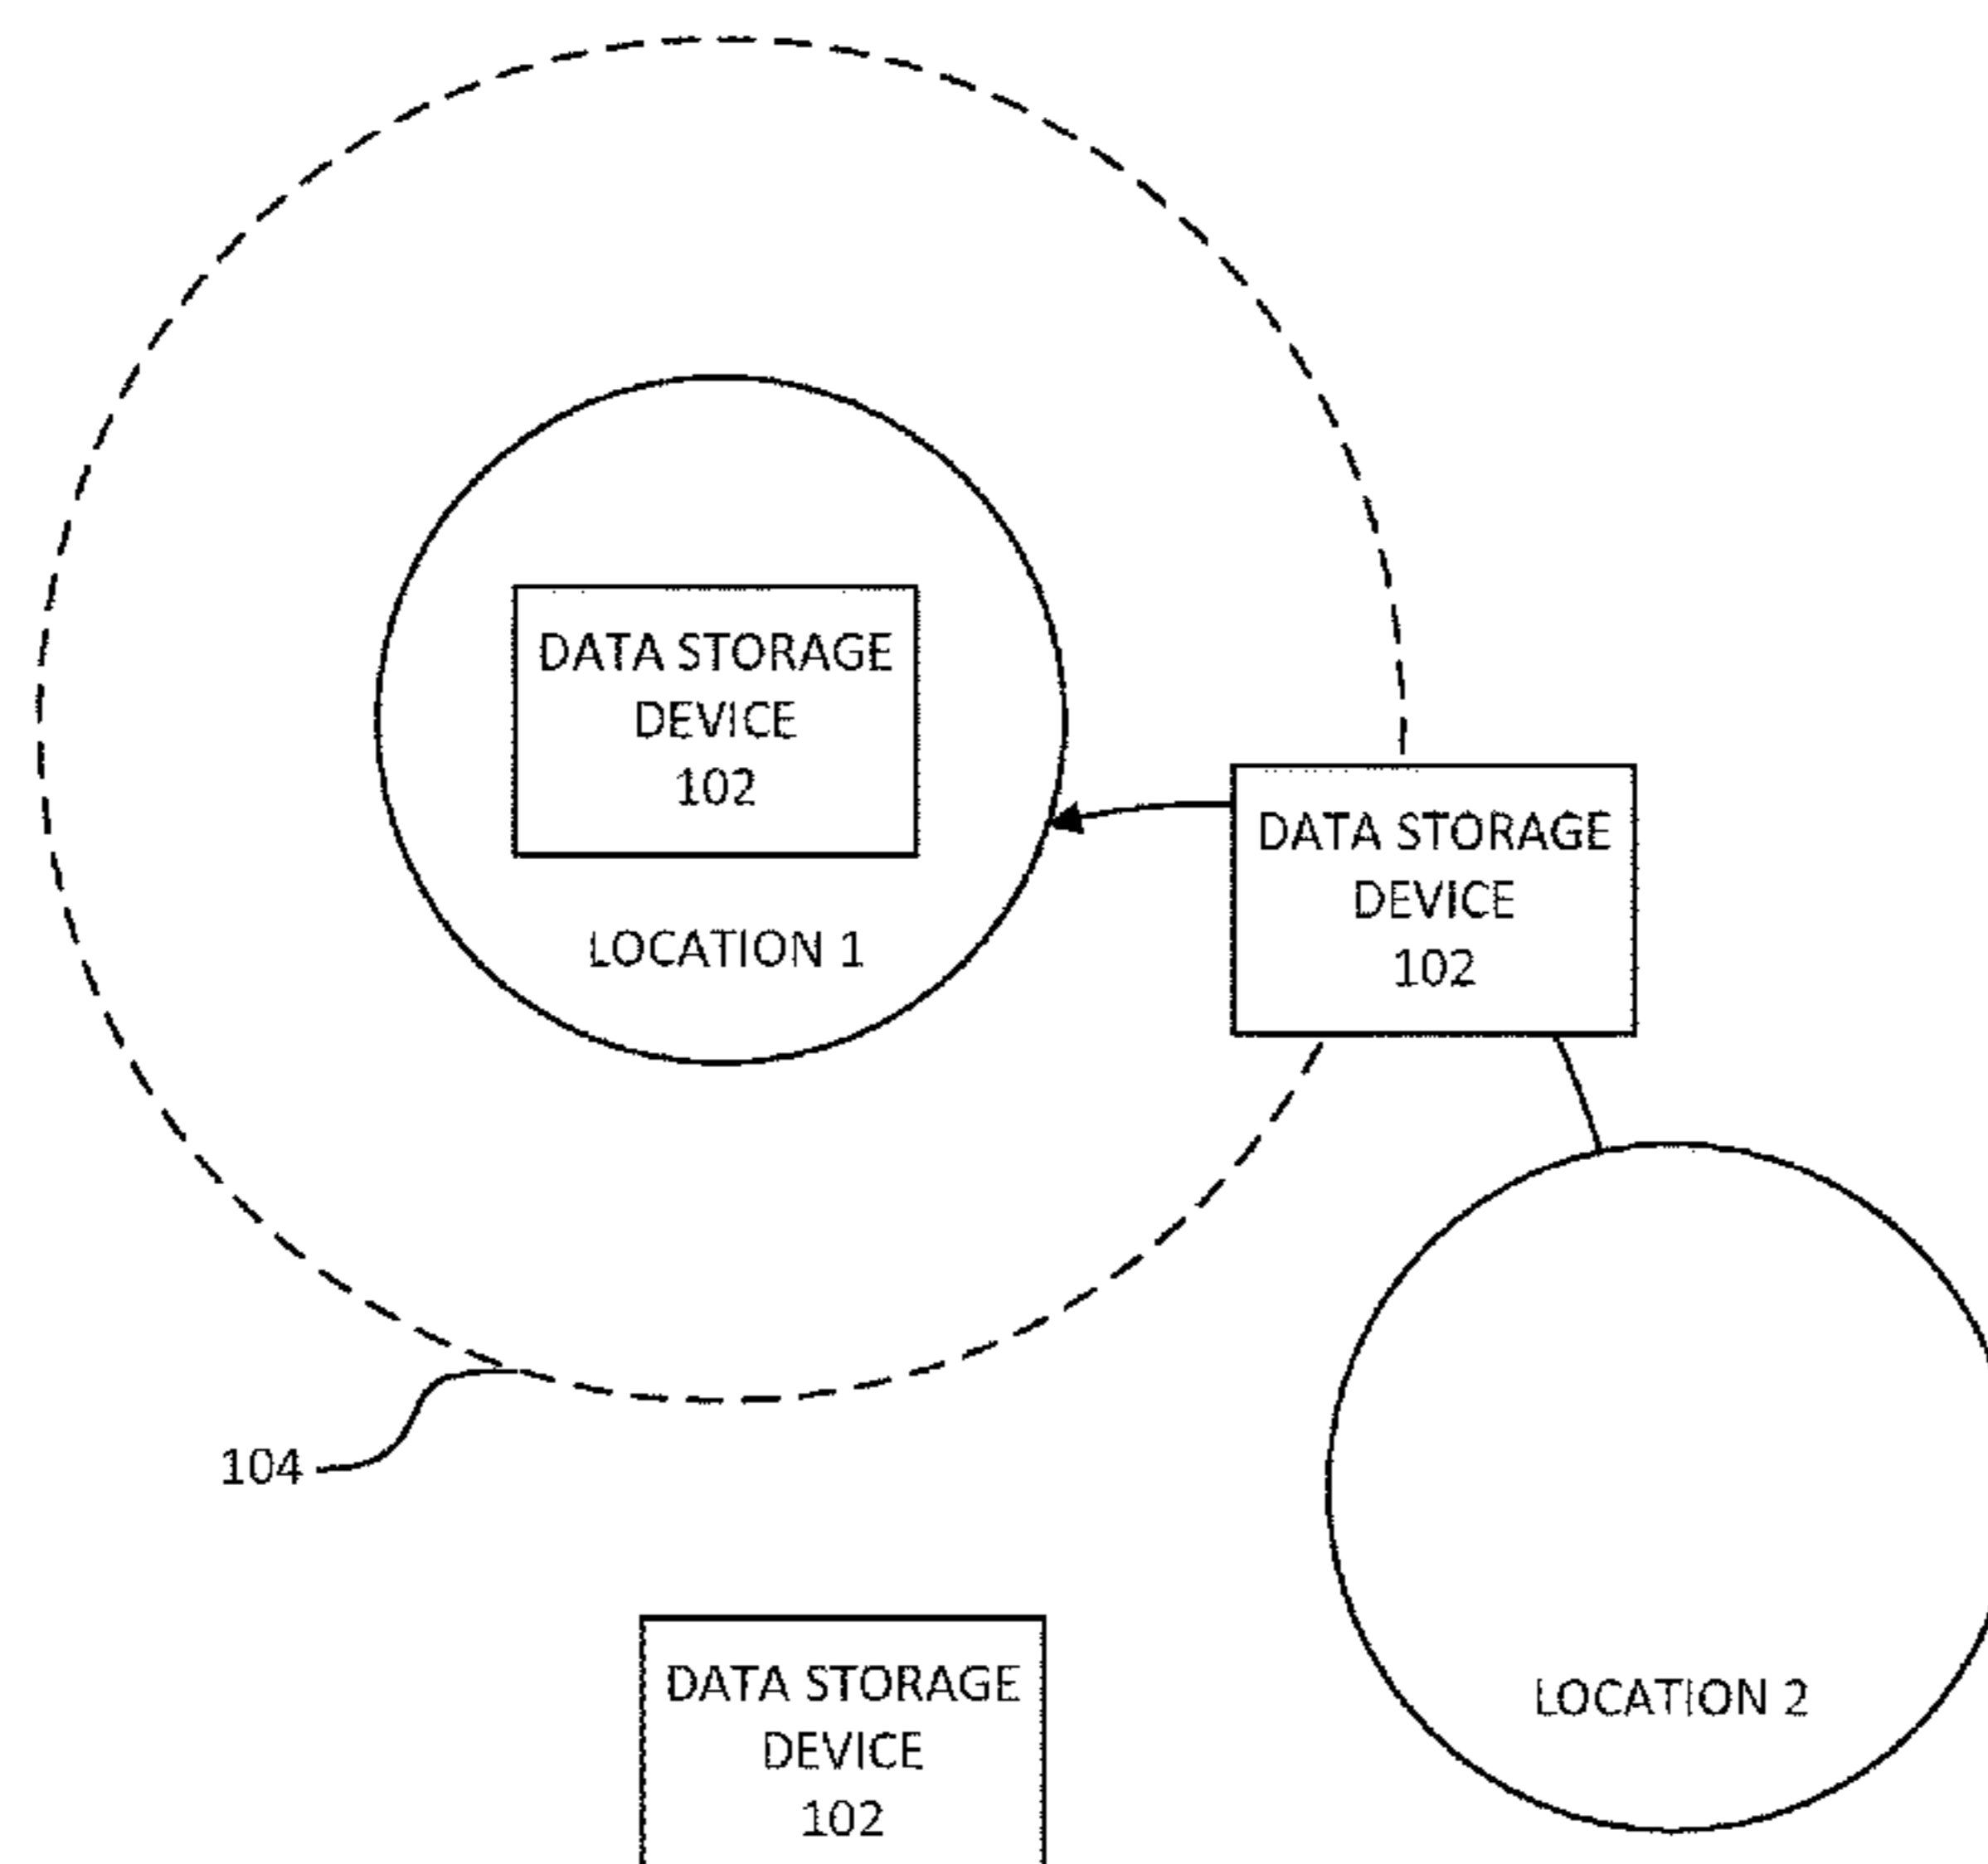 DATA STORAGE
DEVICE
102
LOCATION 1
DATA STORAGE
DEVICE
102
104
DATA STORAGE
DEVICE
102
LOCATION 2